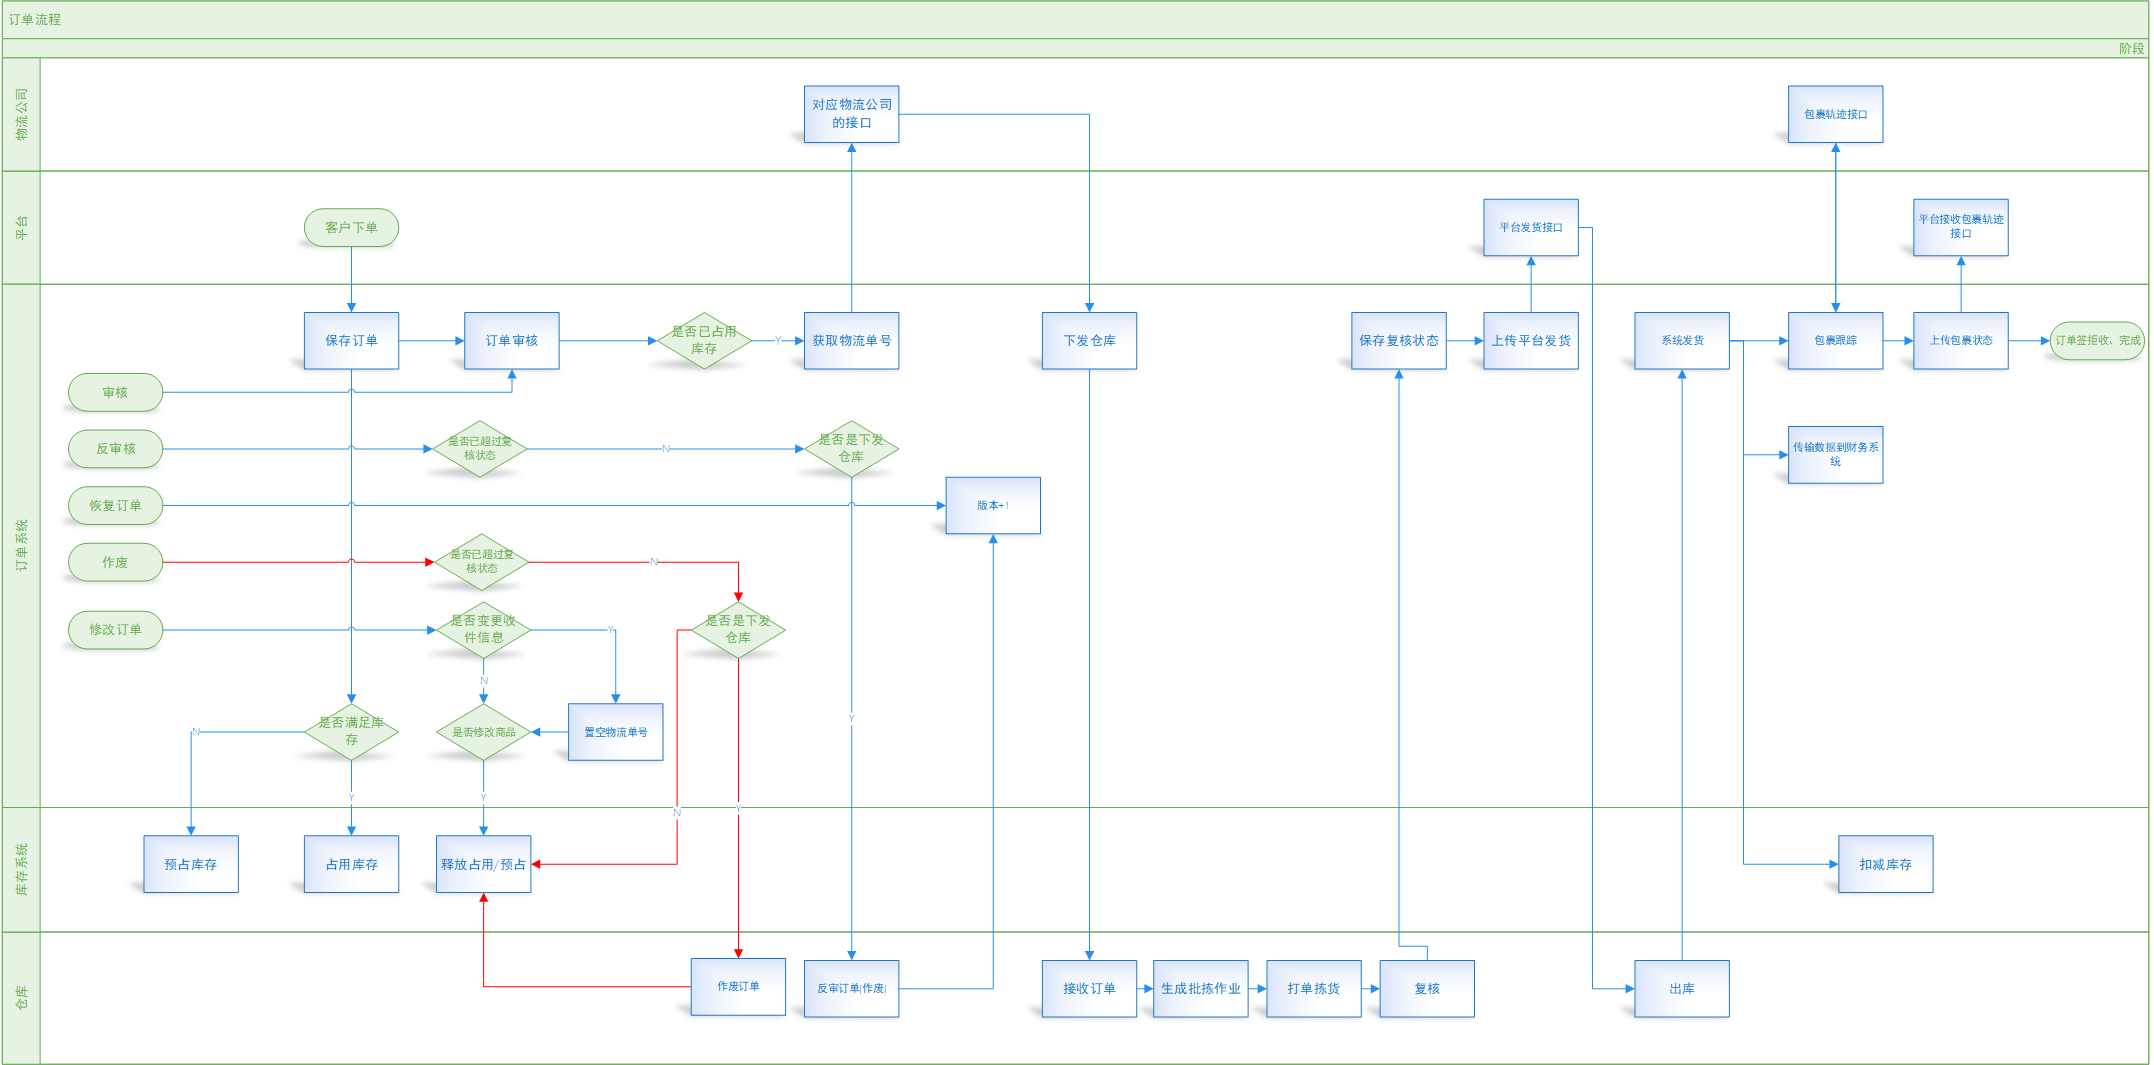 订单流程
阶段
物流公司
对应物流公司
的接口
包裹轨迹接口
平台
客户下单
平台发货接口
平台接收包裹轨迹
接口
订单系统
保存订单
订单审核
是否已占用
库存
Y
获取物流单号
下发仓库
保存复核状态
上传平台发货
系统发货
包裹跟踪
上传包裹状态
订单签拒收、完成
审核
反审核
是否已超过复
核状态
N
是否是下发
仓库
传输数据到财务系
统
恢复订单
版本+1
作废
是否已超过复
核状态
N
修改订单
是否变更收
件信息
Y
是否是下发
仓库
N
是否满足库
存
N
是否修改商品
置空物流单号
Y
Y
Y
N
Y
库存系统
预占库存
占用库存
释放占用/预占
扣减库存
仓库
作废订单
反审订单(作废)
接收订单
生成批拣作业
打单拣货
复核
出库